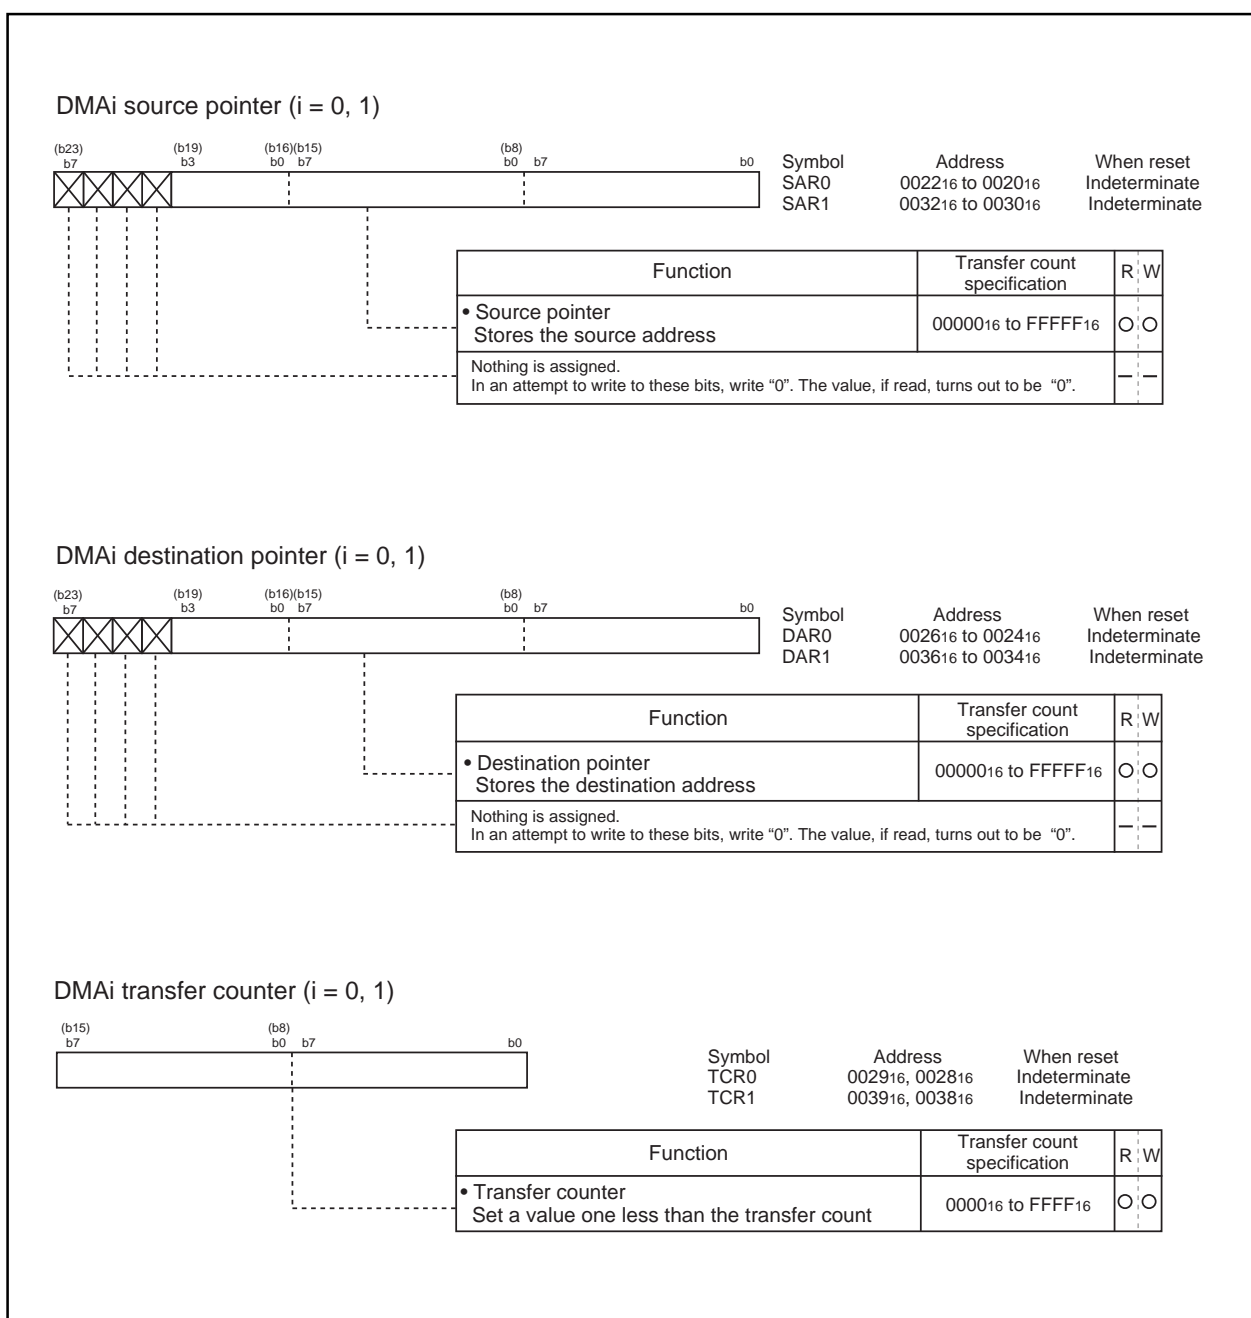 DMAi source pointer (i = 0, 1)
(b23) (b19) (b16)(b15) (b8)
b7 b3 b0 b7 b0 b7 b0
Symbol Address When reset
SAR0 002216 to 002016 Indeterminate
SAR1 003216 to 003016 Indeterminate
Function Transfer count specification R W
• Source pointer
Stores the source address 0000016 to FFFFF16
Nothing is assigned.
In an attempt to write to these bits, write “0”. The value, if read, turns out to be “0”.
DMAi destination pointer (i = 0, 1)
(b23) (b19) (b16)(b15) (b8)
b7 b3 b0 b7 b0 b7 b0
Symbol Address When reset
DAR0 002616 to 002416 Indeterminate
DAR1 003616 to 003416 Indeterminate
Function Transfer count specification R W
• Destination pointer
Stores the destination address 0000016 to FFFFF16
Nothing is assigned.
In an attempt to write to these bits, write “0”. The value, if read, turns out to be “0”.
DMAi transfer counter (i = 0, 1)
(b15) (b8)
b7 b0 b7 b0
Symbol Address When reset
TCR0 002916, 002816 Indeterminate
TCR1 003916, 003816 Indeterminate
Function Transfer count specification R W
• Transfer counter
Set a value one less than the transfer count 000016 to FFFF16